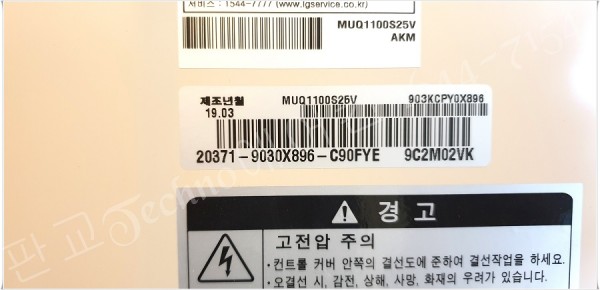 서비스 : 1544-7777 (www.lgservice.co.kr)
MUQ1100S25V
AKM
제조년월 MUQ1100S25V 903KCPY0X896
19.03
20371-9030X896-C90FYE 9C2M02VK
경 고
고전압 주의
· 컨트롤 커버 안쪽의 결선도에 준하여 결선작업을 하세요.
· 오결선 시, 감전, 상해, 사망, 화재의 우려가 있습니다.